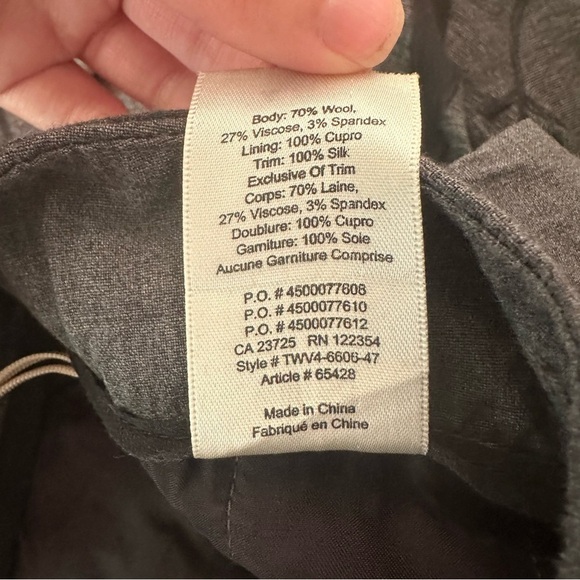 Body: 70% Wool,
27% Viscose, 3% Spandex
Lining: 100% Cupro
Trim: 100% Silk
Exclusive Of Trim
Corps: 70% Laine,
27% Viscose, 3% Spandex
Doublure: 100% Cupro
Garniture: 100% Soie
Aucune Garniture Comprise
P.O. # 4500077608
P.O. # 4500077610
P.O. # 4500077612
CA 23725 RN 122354
Style # TWV4-6606-47
Article # 65428
Made in China
Fabriqué en Chine